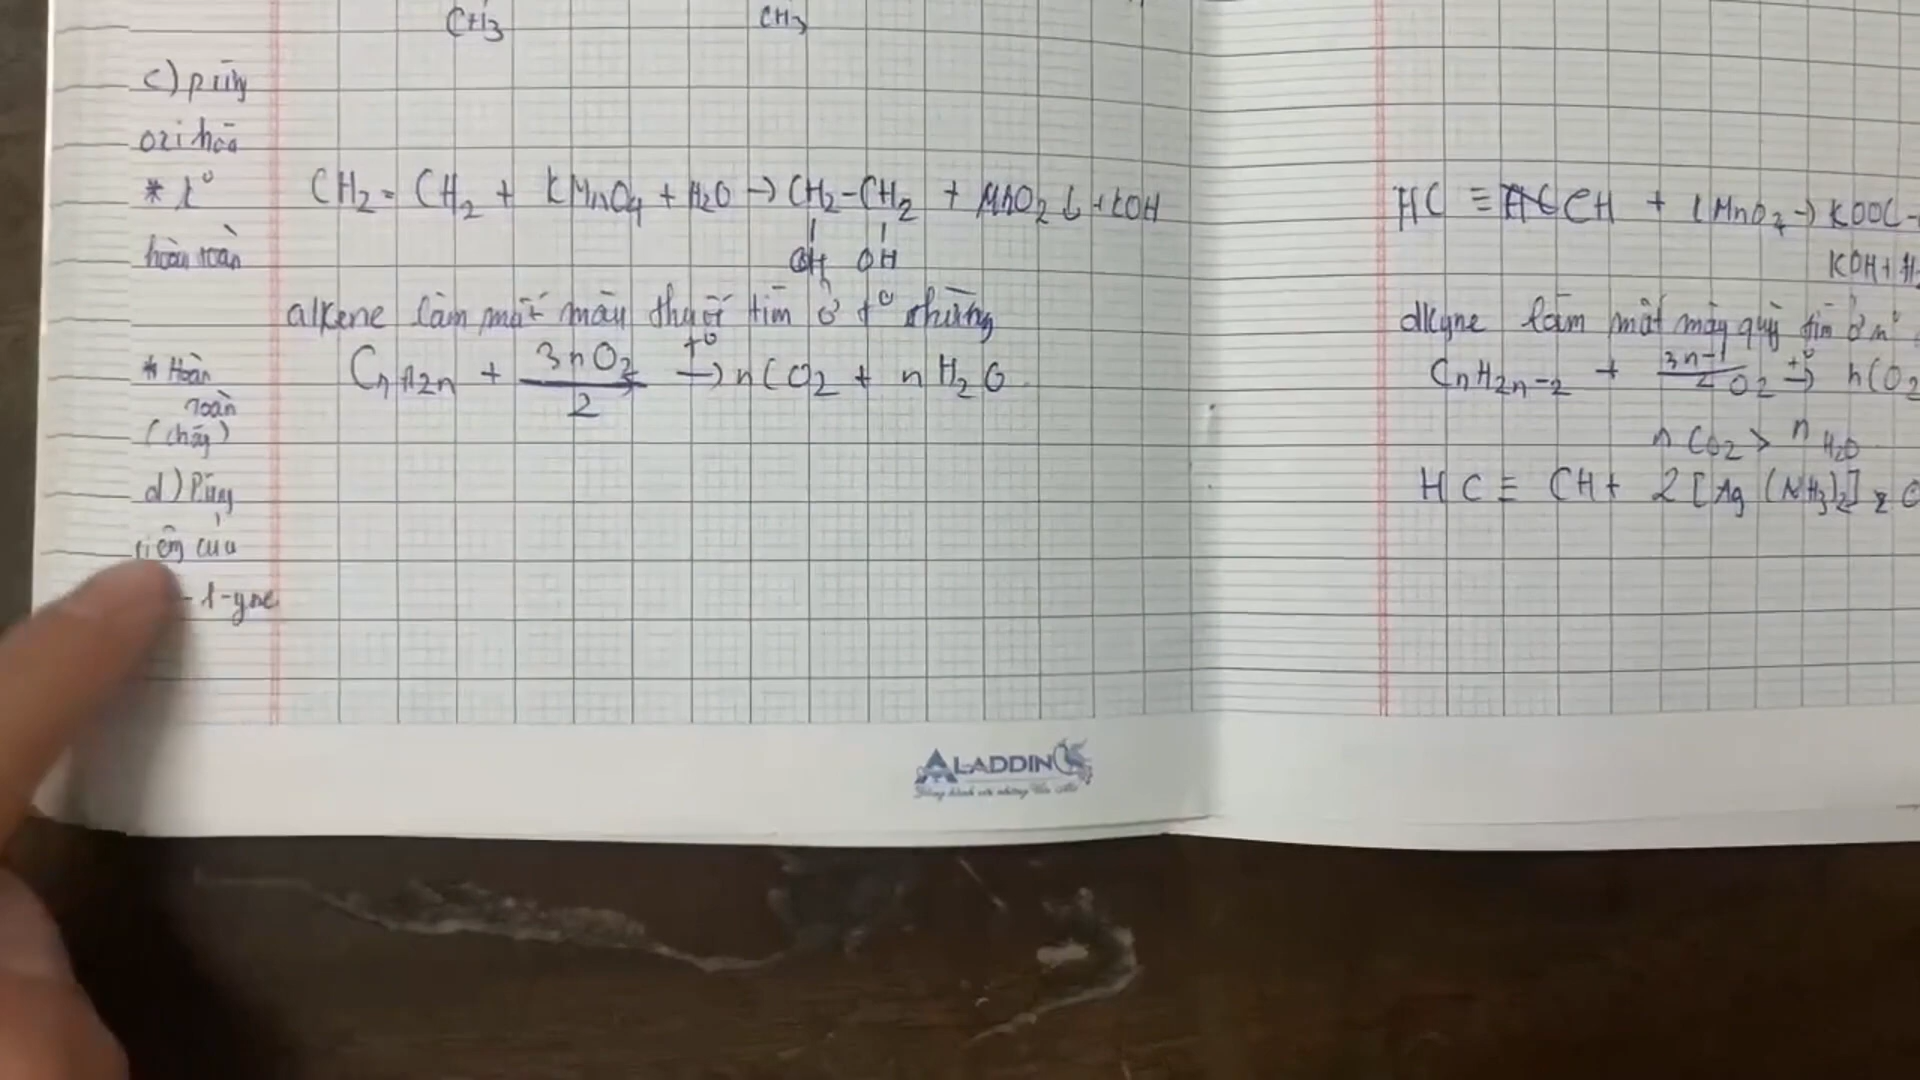 CH3 CH3
c) pứng
oxi hóa
*
CH2 = CH2 + KMnO4 + H2O → CH2-CH2 + MnO2 ↓ + KOH
hoàn toàn
OH OH
alkene làm mất màu tím ở t° thường
* Hoàn
toàn
(cháy)
CnH2n + 3nO2/2 t°→ nCO2 + nH2O
d) Pứng
riêng của
-1-yne
HC ≡ CH + KMnO4 → KOOC-
KOH + H2
alkyne làm mất màu quỳ tím ở
CnH2n-2 + 3n-1/2 O2 t°→ nCO2
nCO2 > nH2O
HC ≡ CH + 2[Ag(NH3)2]
ALADDIN